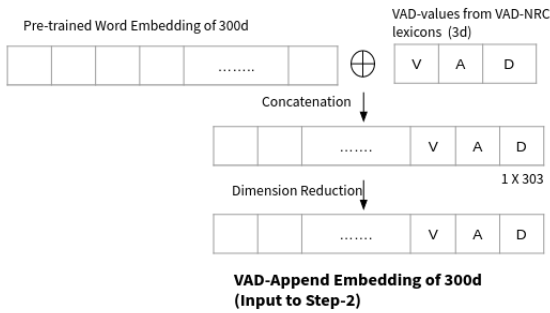 Pre-trained Word Embedding of 300d
VAD-values from VAD-NRC
lexicons (3d)
........
V A D
Concatenation
.......
V A D
1 X 303
Dimension Reduction
.......
V A D
VAD-Append Embedding of 300d
(Input to Step-2)